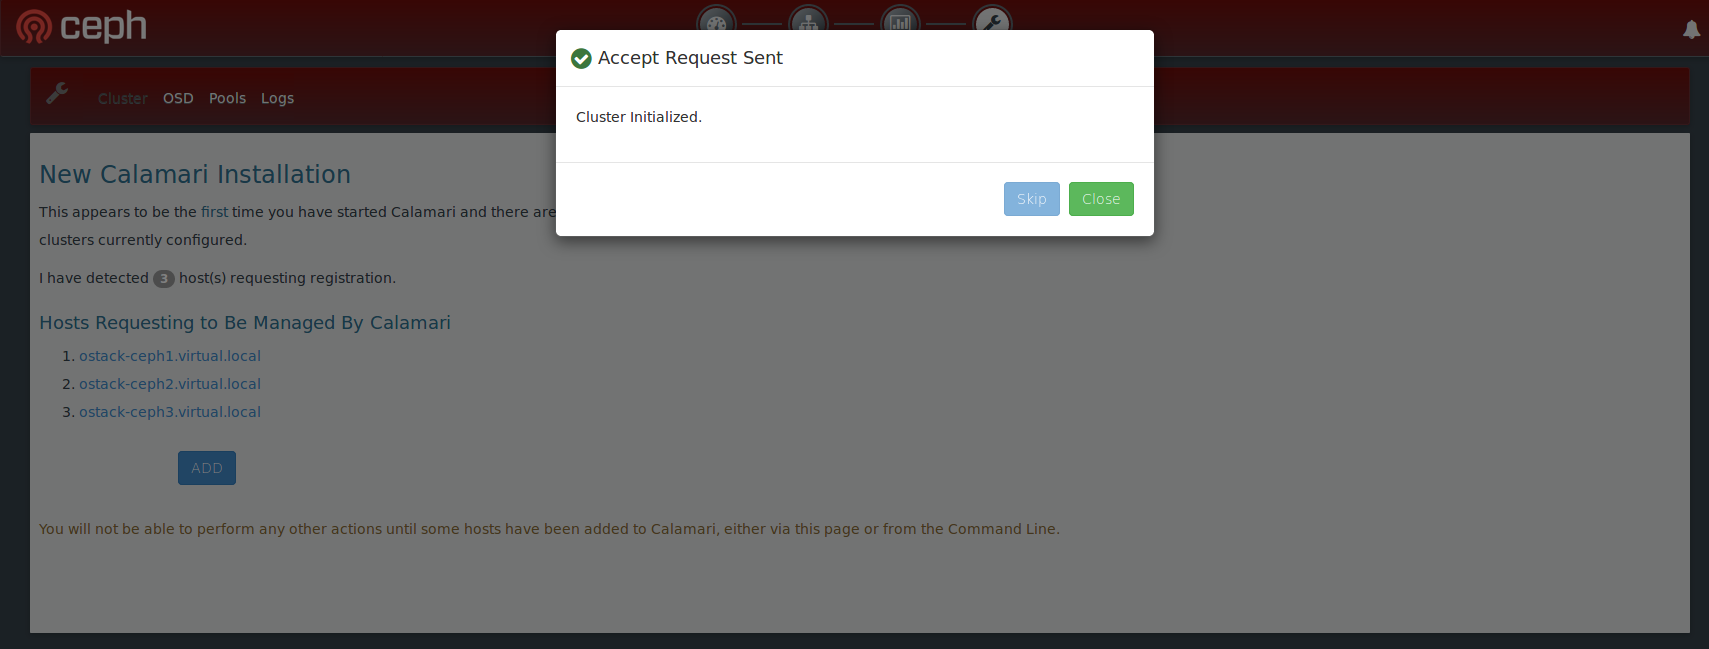 ceph
Accept Request Sent
Cluster Initialized.
Skip Close
Cluster OSD Pools Logs
New Calamari Installation
This appears to be the first time you have started Calamari and there are
clusters currently configured.
I have detected 3 host(s) requesting registration.
Hosts Requesting to Be Managed By Calamari
1. ostack-ceph1.virtual.local
2. ostack-ceph2.virtual.local
3. ostack-ceph3.virtual.local
ADD
You will not be able to perform any other actions until some hosts have been added to Calamari, either via this page or from the Command Line.